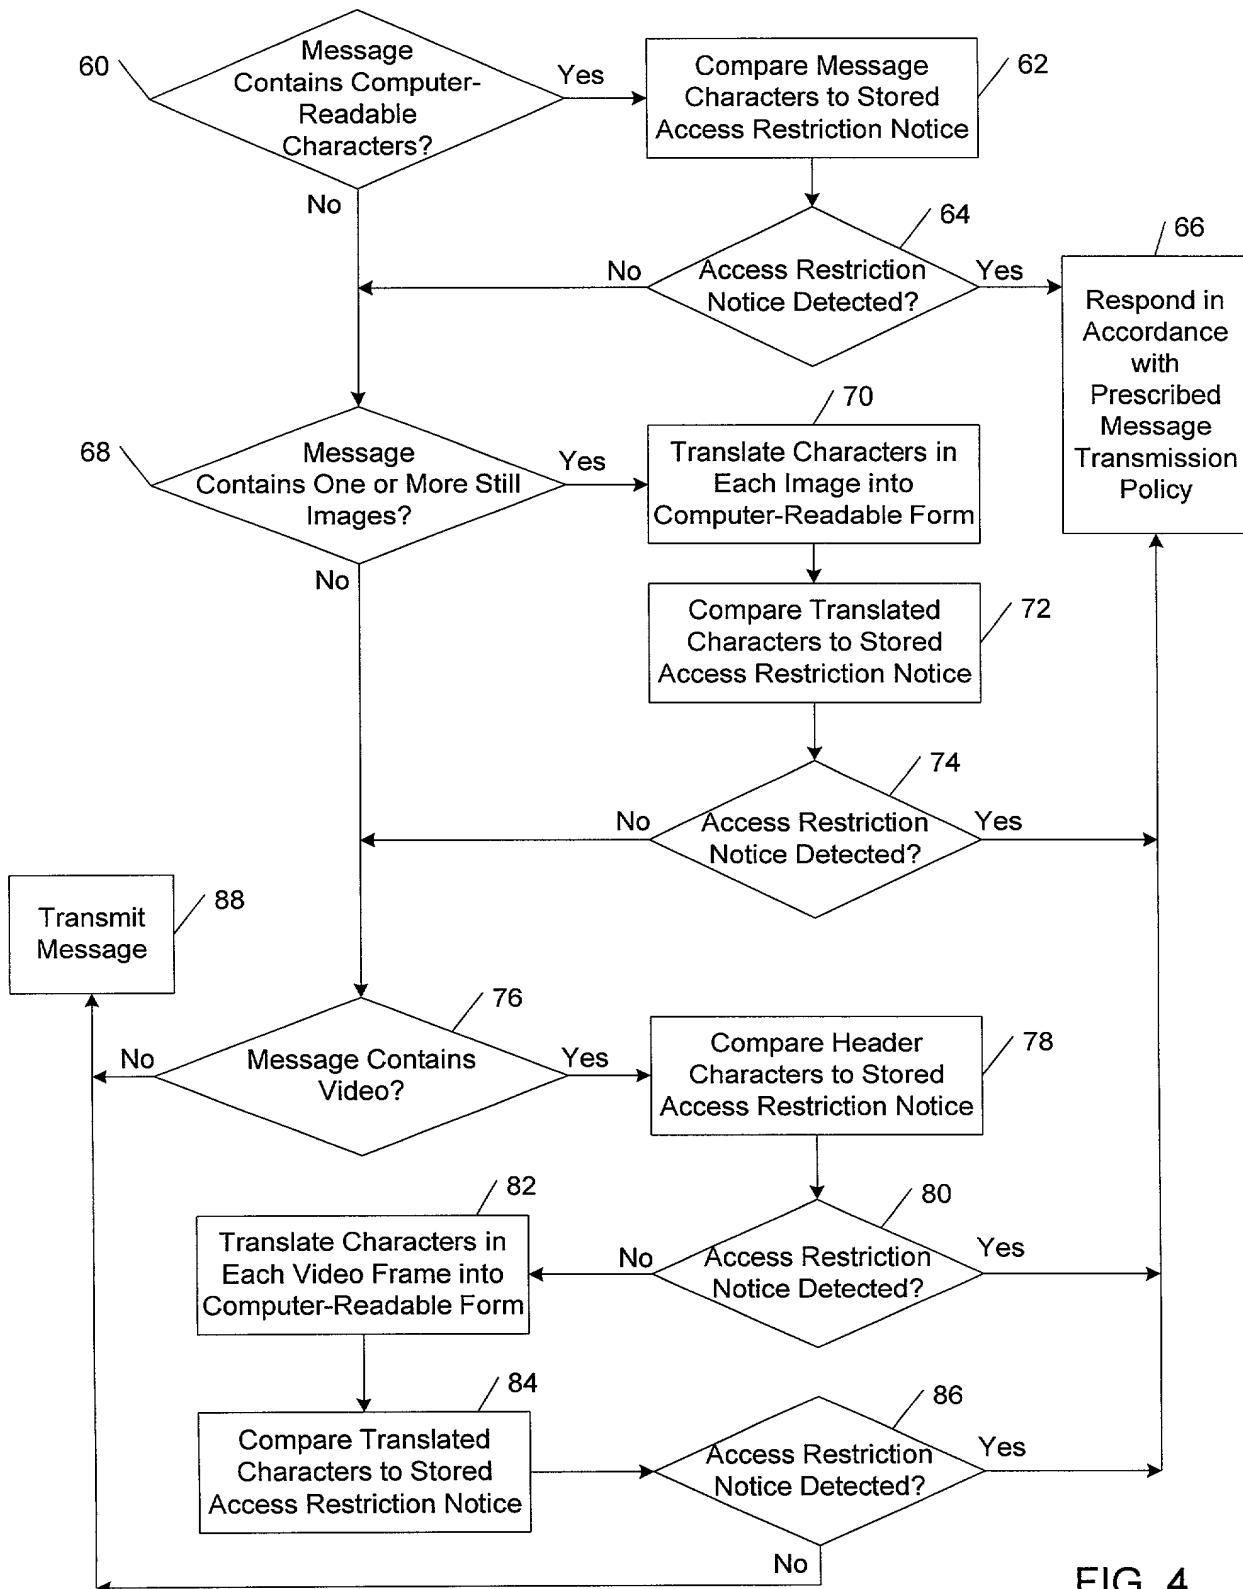 60
Message
Contains Computer-
Readable
Characters?
Yes
Compare Message
Characters to Stored
Access Restriction Notice
62
No
64
Access Restriction
Notice Detected?
No
Yes
66
Respond in
Accordance
with
Prescribed
Message
Transmission
Policy
68
Message
Contains One or More Still
Images?
Yes
70
Translate Characters in
Each Image into
Computer-Readable Form
No
Compare Translated
Characters to Stored
Access Restriction Notice
72
74
No
Access Restriction
Notice Detected?
Yes
Transmit
Message
88
76
No
Message Contains
Video?
Yes
Compare Header
Characters to Stored
Access Restriction Notice
78
82
Translate Characters in
Each Video Frame into
Computer-Readable Form
80
No
Access Restriction
Notice Detected?
Yes
84
Compare Translated
Characters to Stored
Access Restriction Notice
86
Access Restriction
Notice Detected?
Yes
No
FIG. 4